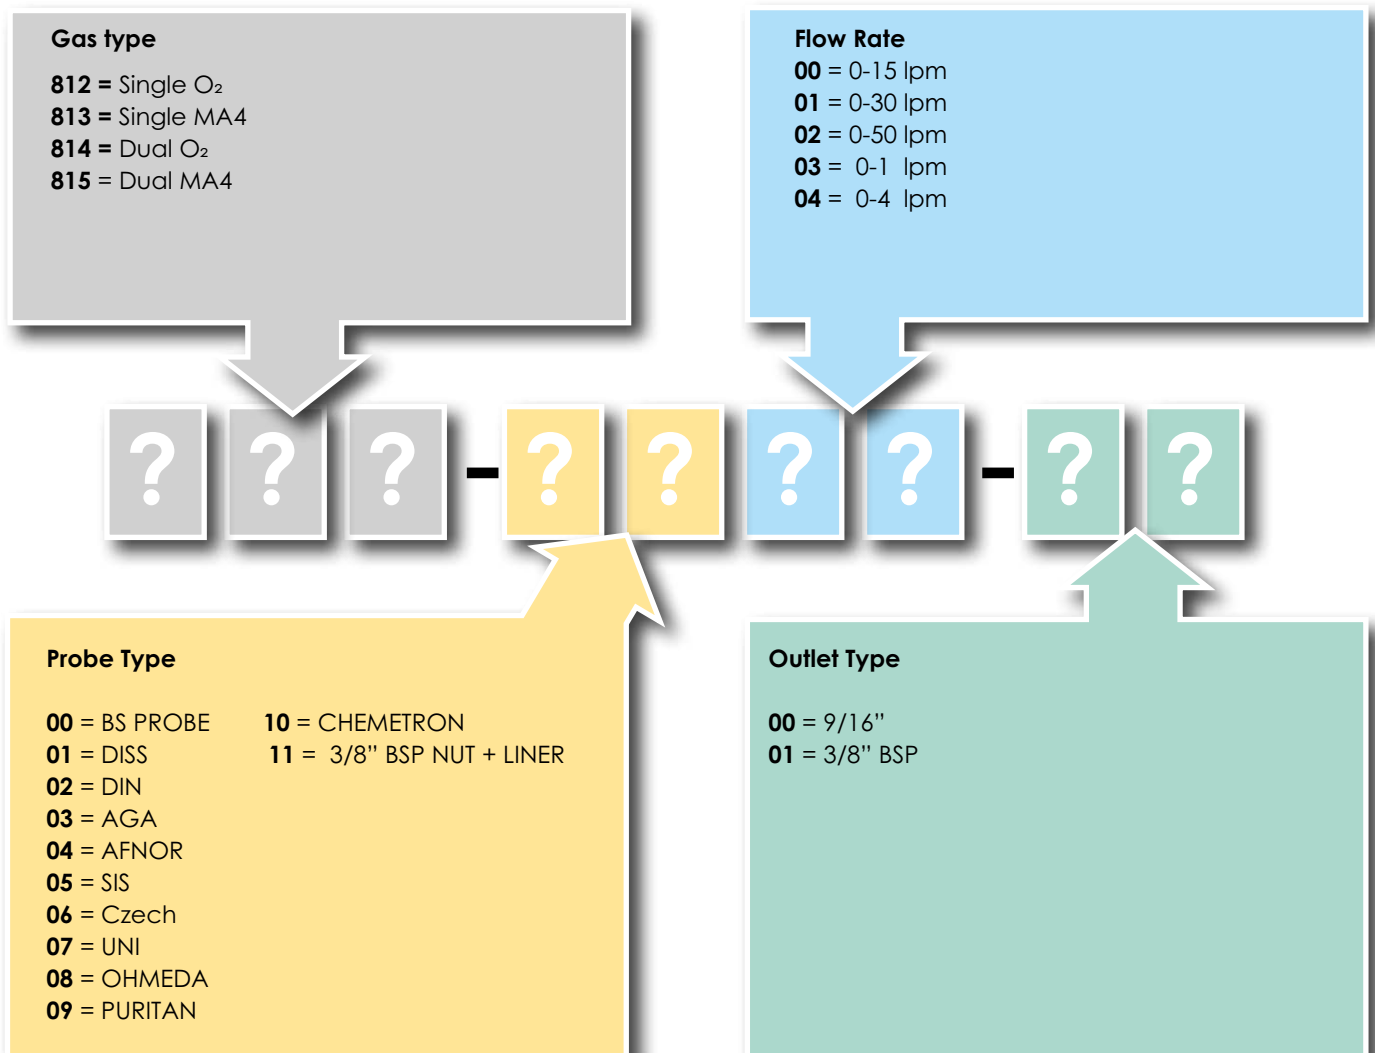 Gas type
812 = Single O₂
813 = Single MA4
814 = Dual O₂
815 = Dual MA4
Flow Rate
00 = 0-15 lpm
01 = 0-30 lpm
02 = 0-50 lpm
03 = 0-1 lpm
04 = 0-4 lpm
? ? ? - ? ? ? ? - ? ?
Probe Type
00 = BS PROBE
01 = DISS
02 = DIN
03 = AGA
04 = AFNOR
05 = SIS
06 = Czech
07 = UNI
08 = OHMEDA
09 = PURITAN
10 = CHEMETRON
11 = 3/8” BSP NUT + LINER
Outlet Type
00 = 9/16”
01 = 3/8” BSP